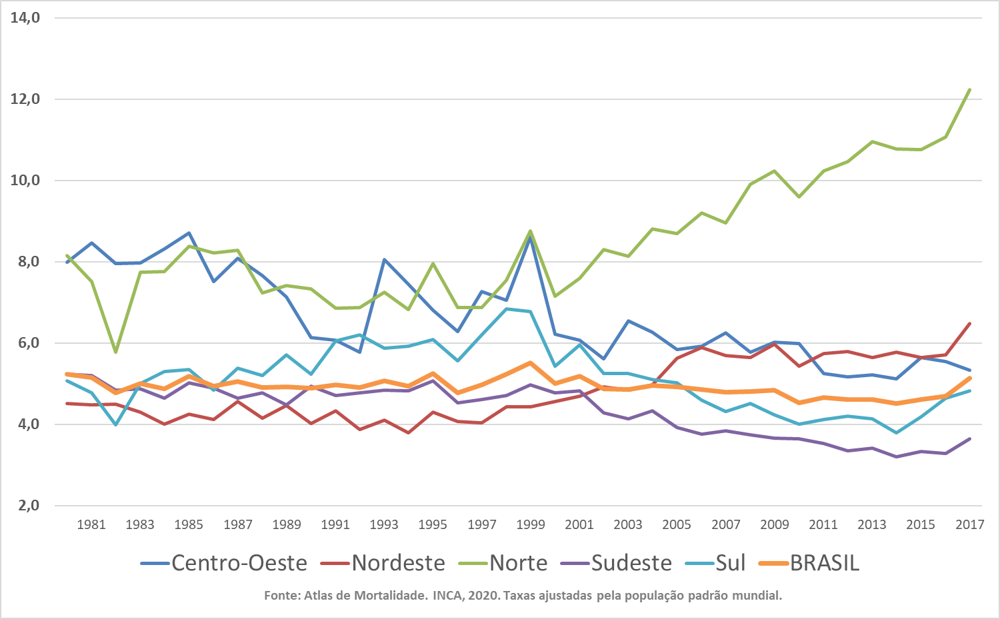 14,0
12,0
10,0
8,0
6,0
4,0
2,0
1981 1983 1985 1987 1989 1991 1993 1995 1997 1999 2001 2003 2005 2007 2009 2011 2013 2015 2017
Centro-Oeste Nordeste Norte Sudeste Sul BRASIL
Fonte: Atlas de Mortalidade. INCA, 2020. Taxas ajustadas pela população padrão mundial.